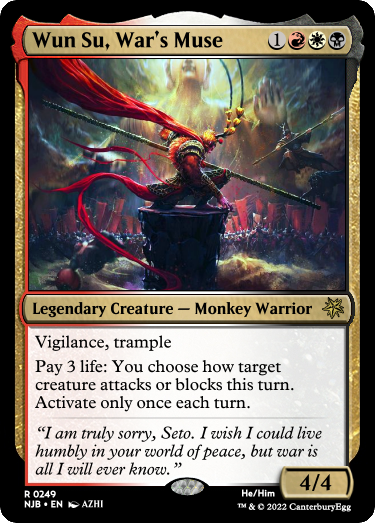 Wun Su, War's Muse 1
Legendary Creature — Monkey Warrior
Vigilance, trample
Pay 3 life: You choose how target
creature attacks or blocks this turn.
Activate only once each turn.
“I am truly sorry, Seto. I wish I could live
humbly in your world of peace, but war is
all I will ever know.”
4/4
R 0249 He/Him
NJB • EN AZHI ™ & © 2022 CanterburyEgg